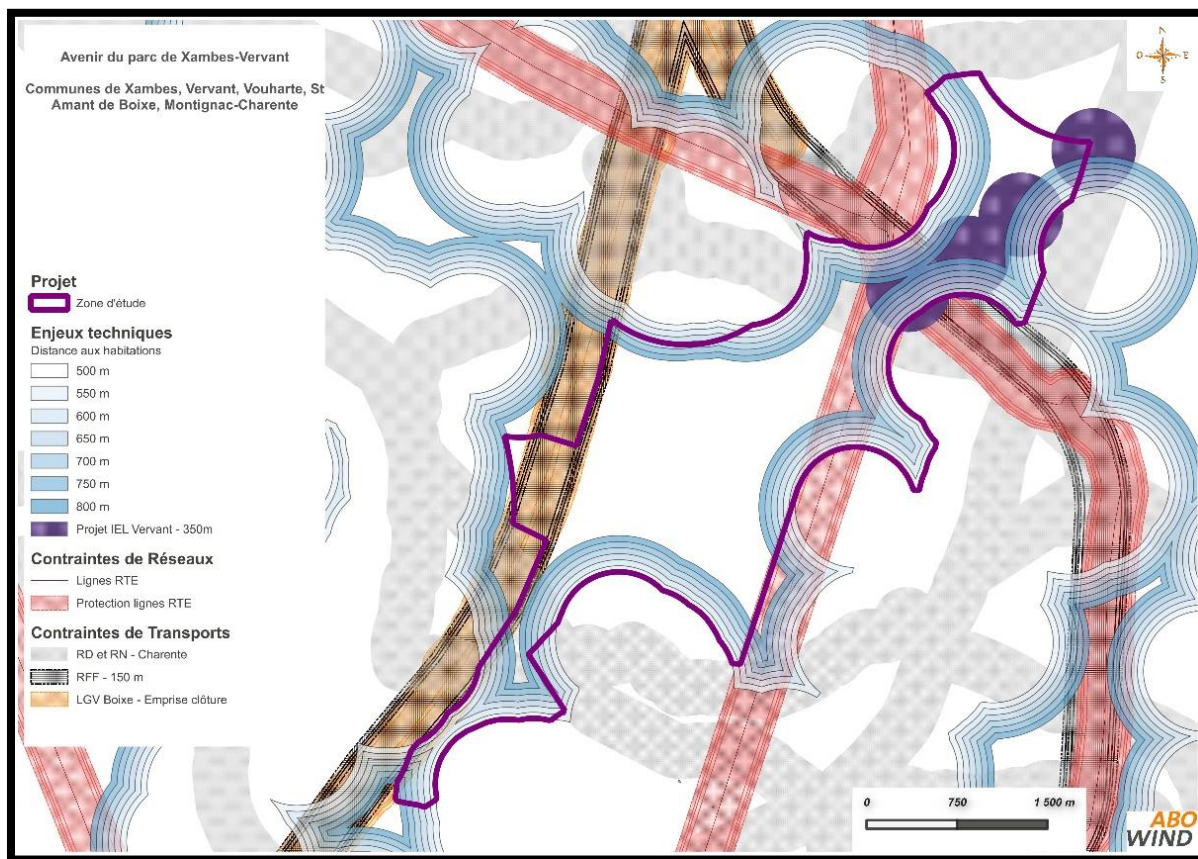 Avenir du parc de Xambes-Vervant
Communes de Xambes, Vervant, Vouharte, St
Amant de Boixe, Montignac-Charente
Projet
Zone d'étude
Enjeux techniques
Distance aux habitations
500 m
550 m
600 m
650 m
700 m
750 m
800 m
Projet IEL Vervant - 350m
Contraintes de Réseaux
Lignes RTE
Protection lignes RTE
Contraintes de Transports
RD et RN - Charente
RFF - 150 m
LGV Boixe - Emprise clôture
N
O E
S
0 750 1 500 m
ABO
WIND